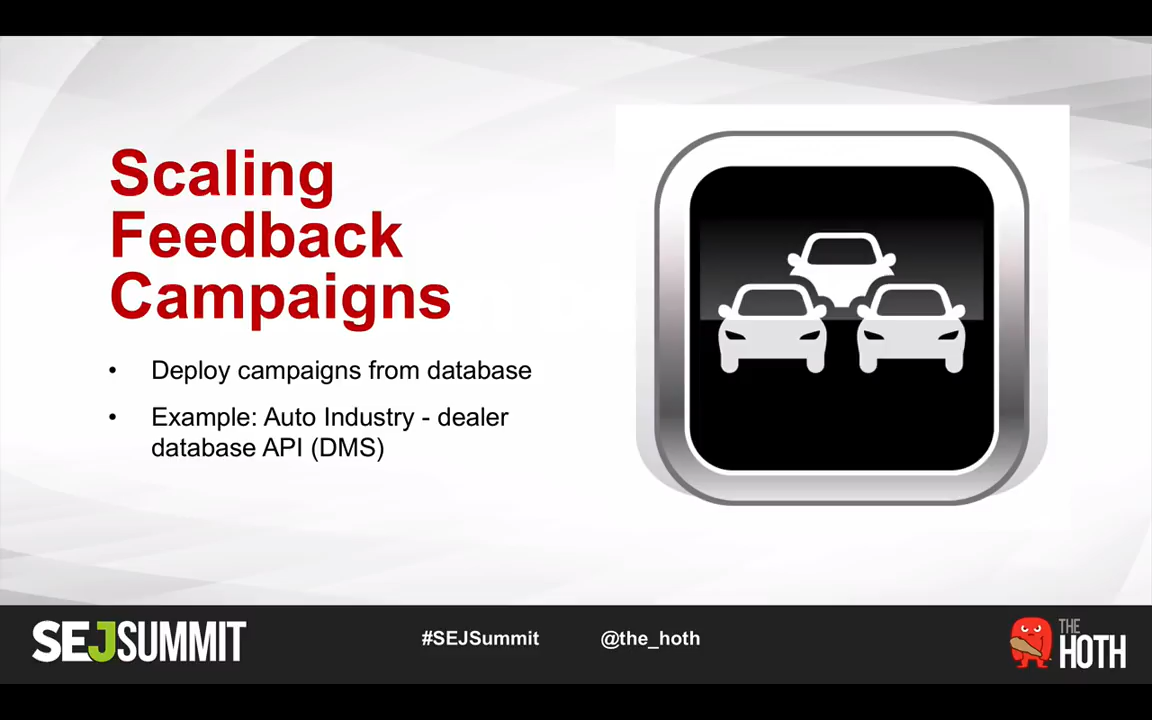 Scaling
Feedback
Campaigns
• Deploy campaigns from database
• Example: Auto Industry - dealer
database API (DMS)
SEJSUMMIT
#SEJSummit
@the_hoth
THE
HOTH